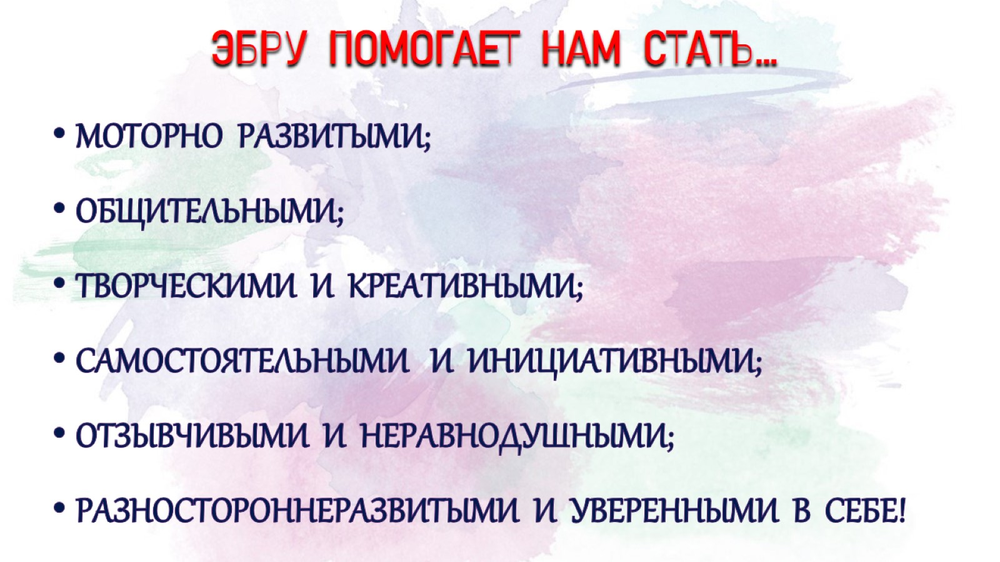 ЭБРУ ПОМОГАЕТ НАМ СТАТЬ...
• МОТОРНО РАЗВИТЫМИ;
• ОБЩИТЕЛЬНЫМИ;
• ТВОРЧЕСКИМИ И КРЕАТИВНЫМИ;
• САМОСТОЯТЕЛЬНЫМИ И ИНИЦИАТИВНЫМИ;
• ОТЗЫВЧИВЫМИ И НЕРАВНОДУШНЫМИ;
• РАЗНОСТОРОННЕРАЗВИТЫМИ И УВЕРЕННЫМИ В СЕБЕ!